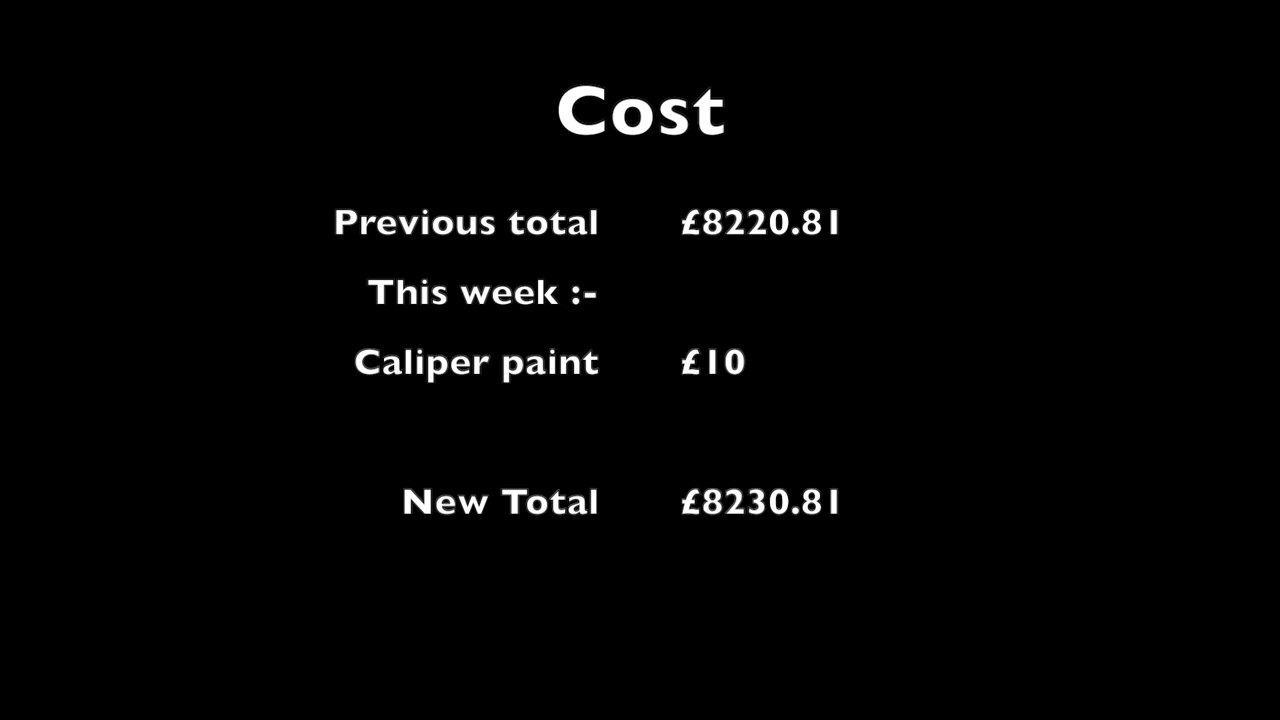 Cost
Previous total £8220.81
This week :-
Caliper paint £10
New Total £8230.81